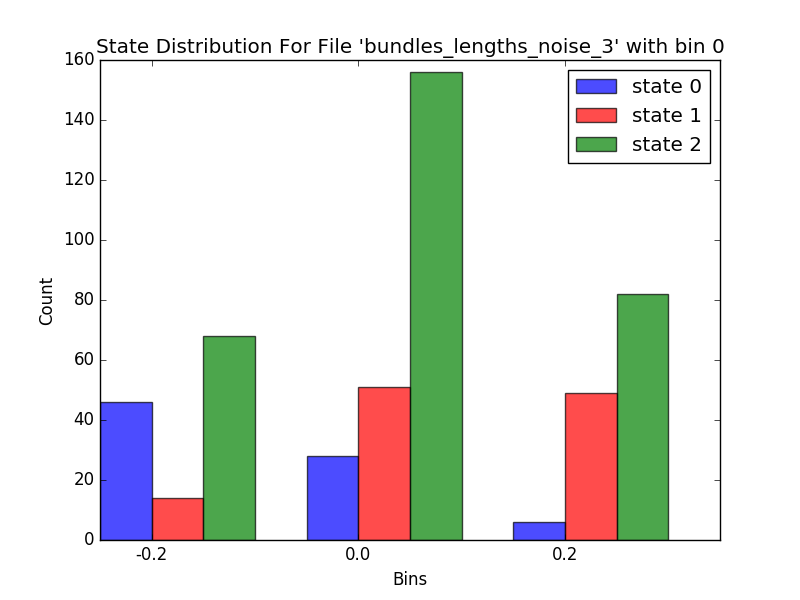 State Distribution For File 'bundles_lengths_noise_3' with bin 0
160
140
120
100
80
60
40
20
0
Count
state 0
state 1
state 2
-0.2
0.0
0.2
Bins